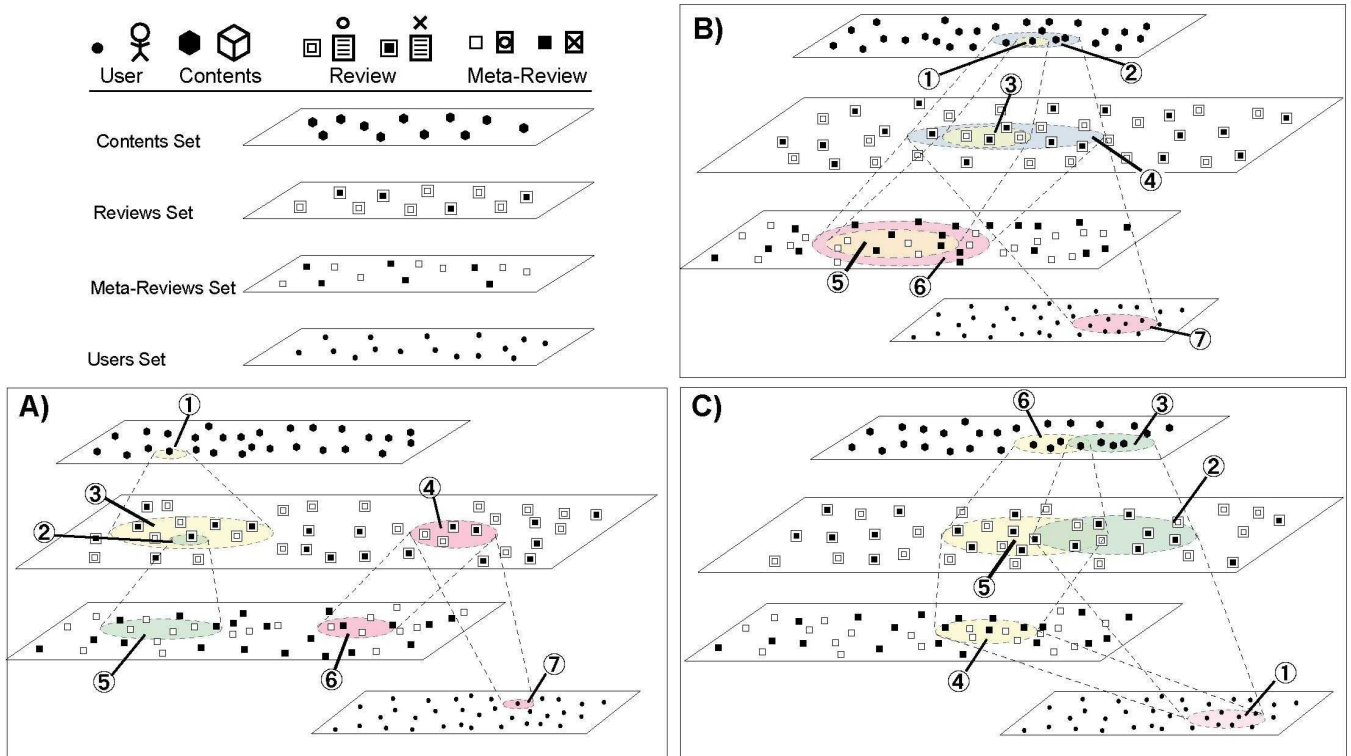 User Contents Review Meta-Review
Contents Set
Reviews Set
Meta-Reviews Set
Users Set
B)
①
②
③
④
⑤
⑥
⑦
A)
①
③
④
②
⑤
⑥
⑦
C)
⑥
③
②
⑤
④
①